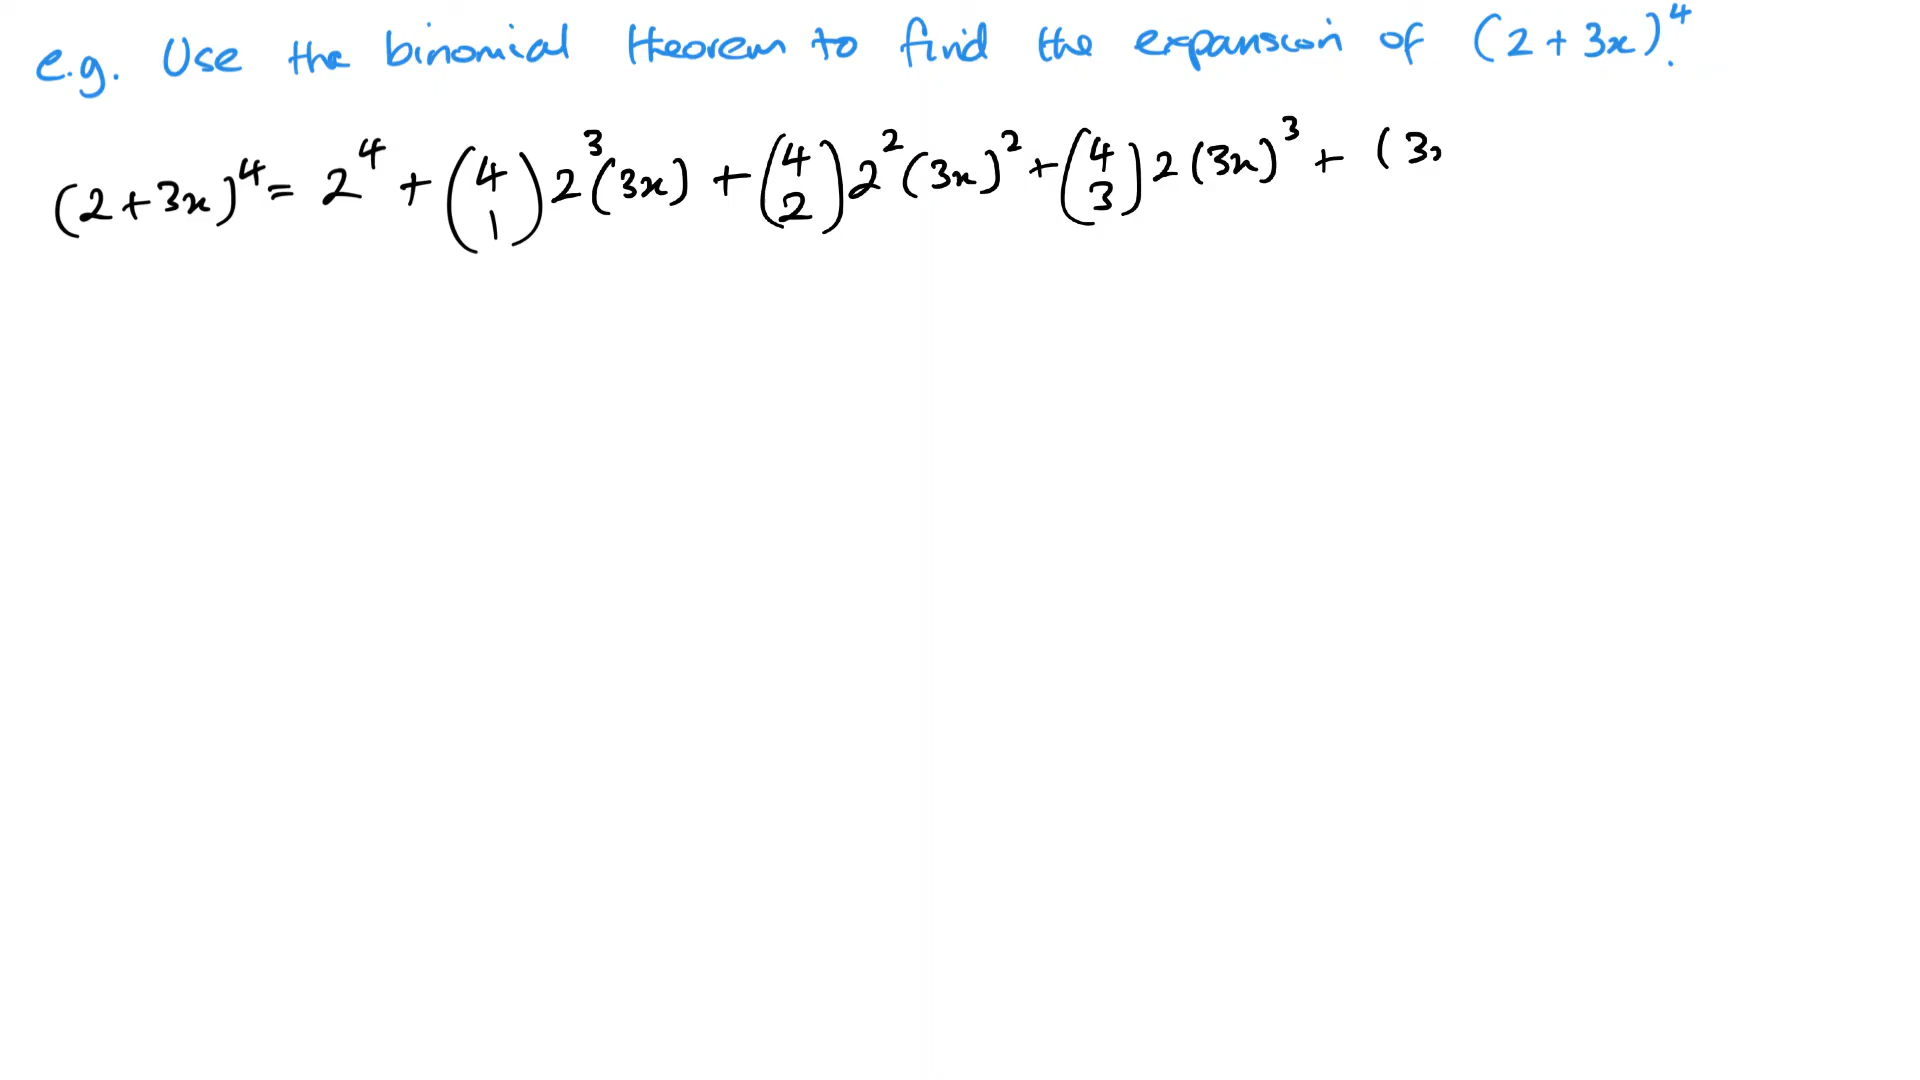 e.g. Use the binomial theorem to find the expansion of (2 + 3x)⁴.
(2+3x)⁴ = 2⁴ + (4 1) 2³(3x) + (4 2) 2²(3x)² + (4 3) 2(3x)³ + (3